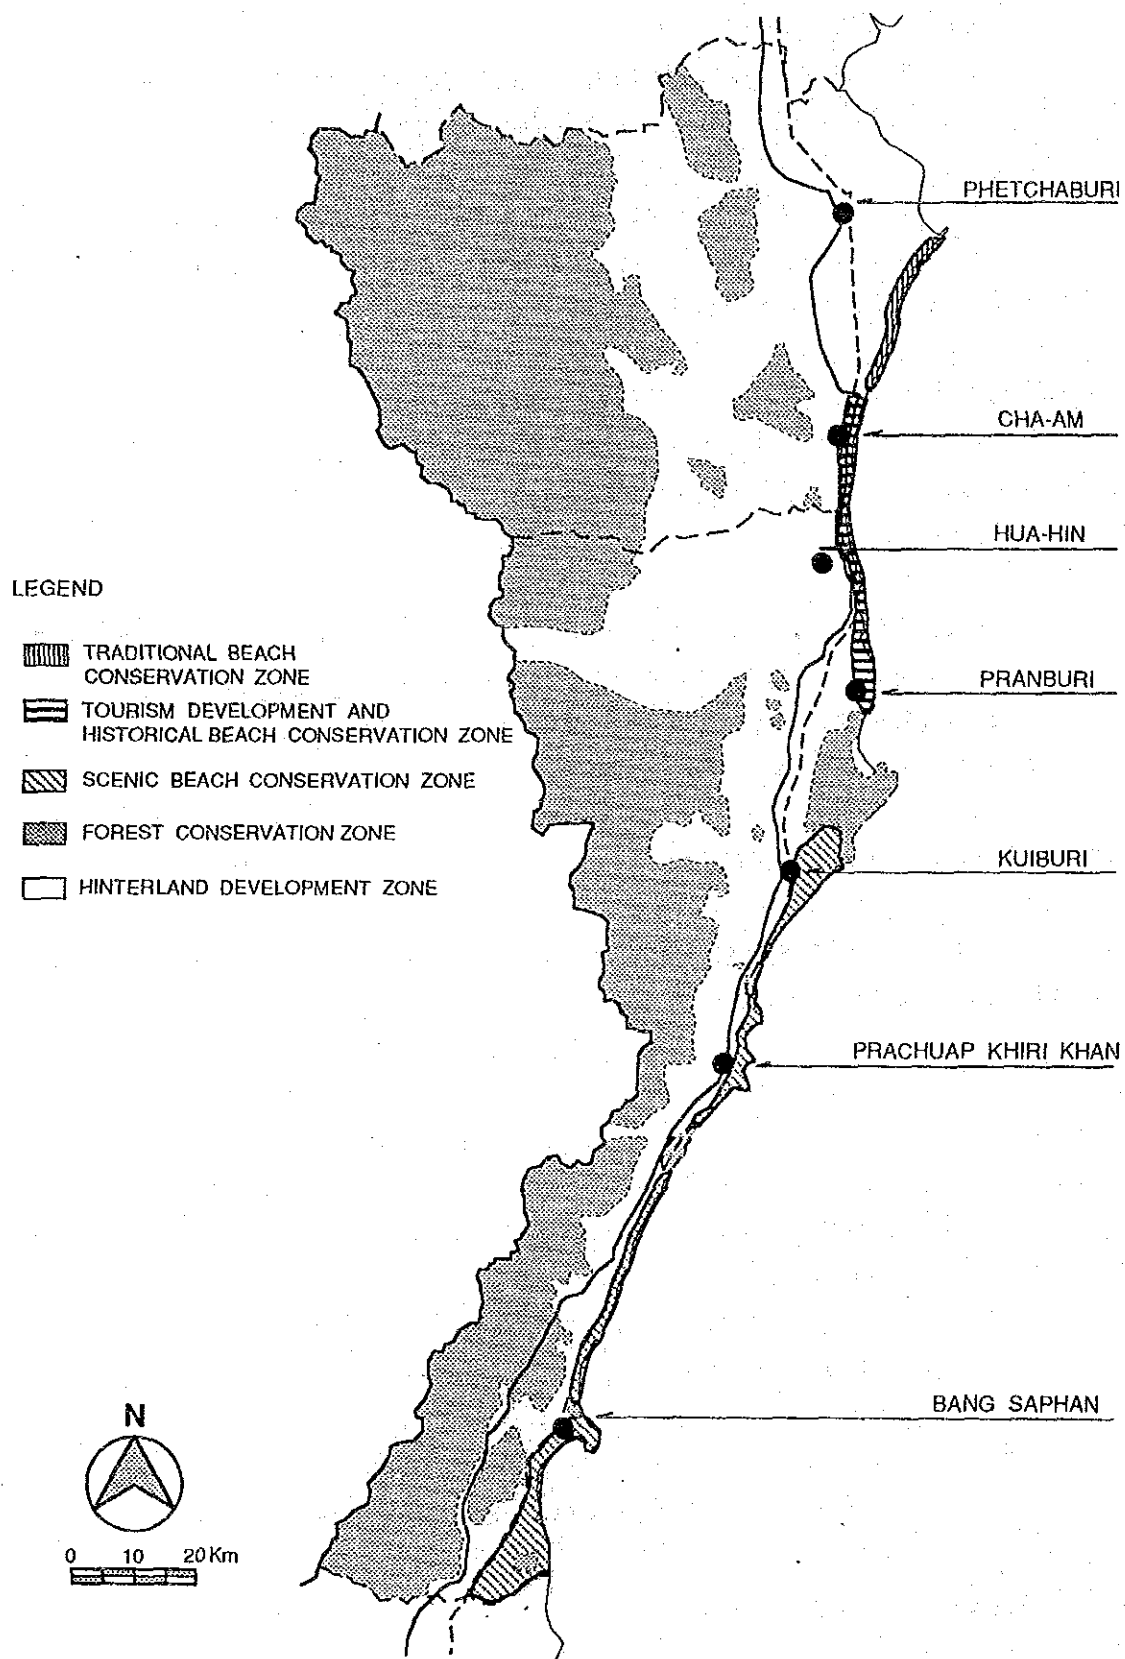 PHETCHABURI
CHA-AM
HUA-HIN
LEGEND
TRADITIONAL BEACH
CONSERVATION ZONE
TOURISM DEVELOPMENT AND
HISTORICAL BEACH CONSERVATION ZONE
SCENIC BEACH CONSERVATION ZONE
FOREST CONSERVATION ZONE
HINTERLAND DEVELOPMENT ZONE
PRANBURI
KUIBURI
PRACHUAP KHIRI KHAN
BANG SAPHAN
N
0 10 20 Km